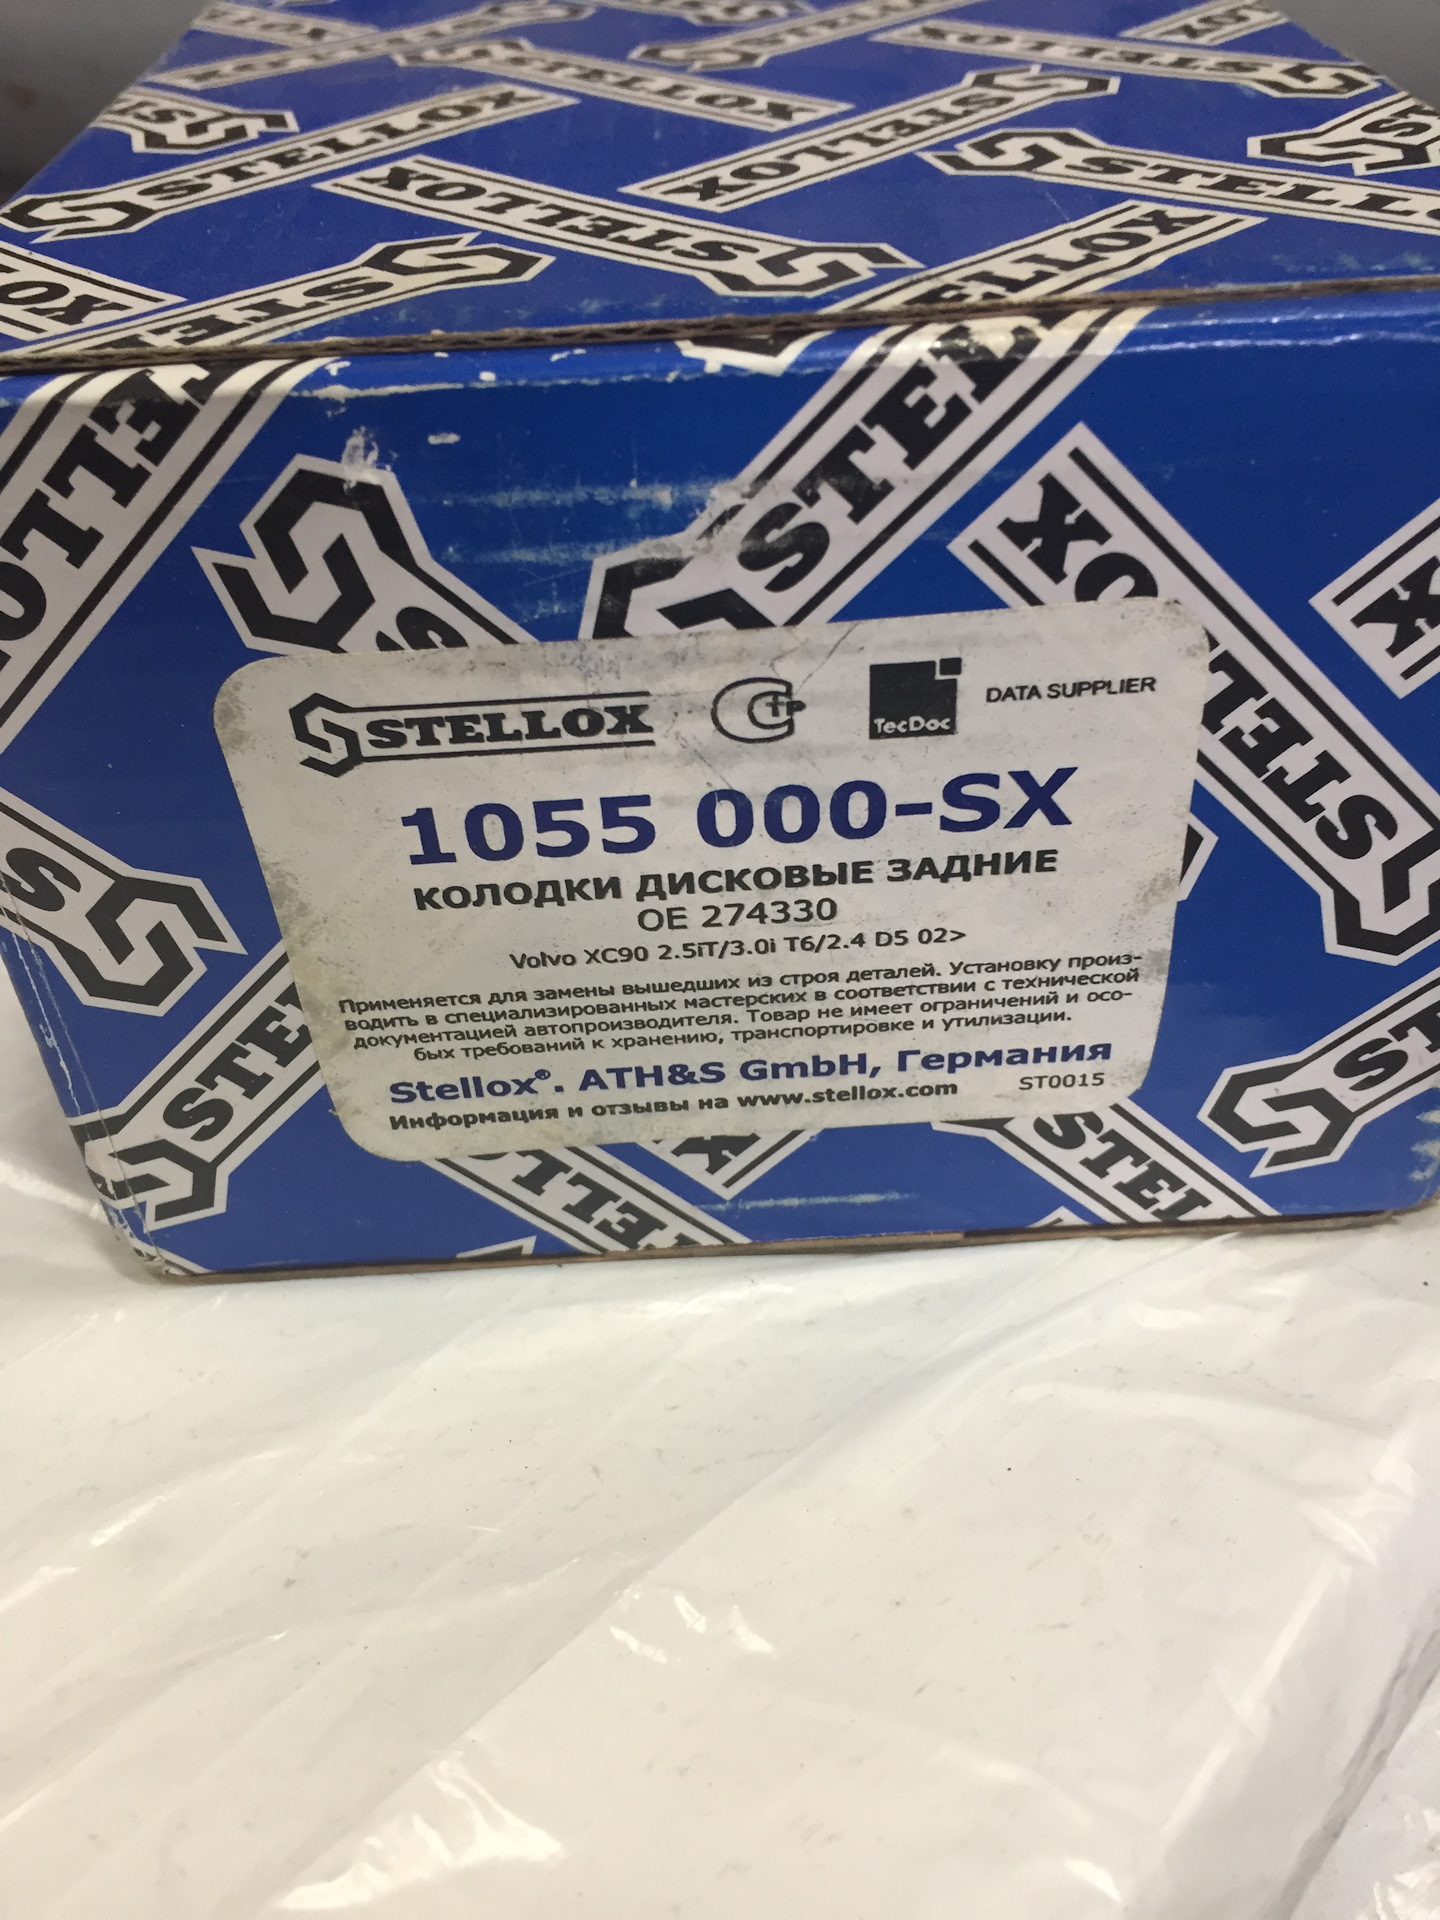 STELLOX
TecDoc
DATA SUPPLIER
1055 000-SX
КОЛОДКИ ДИСКОВЫЕ ЗАДНИЕ
OE 274330
Volvo XC90 2.5iT/3.0i T6/2.4 D5 02>
Применяется для замены вышедших из строя деталей. Установку произ-
водить в специализированных мастерских в соответствии с технической
документацией автопроизводителя. Товар не имеет ограничений и осо-
бых требований к хранению, транспортировке и утилизации.
Stellox®. ATH&S GmbH, Германия
Информация и отзывы на www.stellox.com ST0015